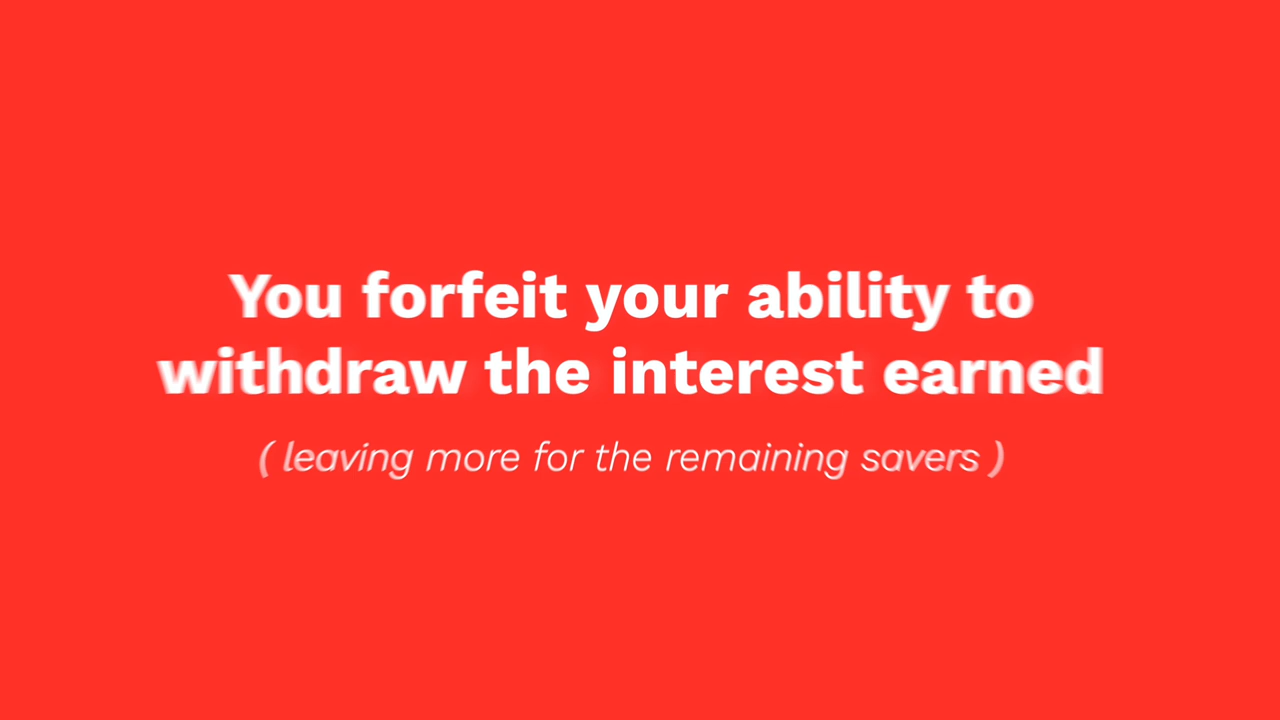 You forfeit your ability to
withdraw the interest earned
( leaving more for the remaining savers )